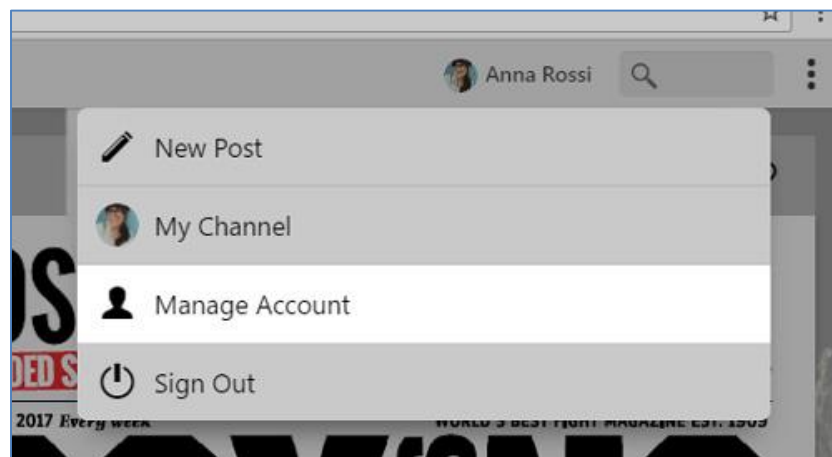 Anna Rossi
New Post
My Channel
Manage Account
Sign Out
DED S
2017 Every week
WORLD'S BEST FIGHT MAGAZINE EST. 1909